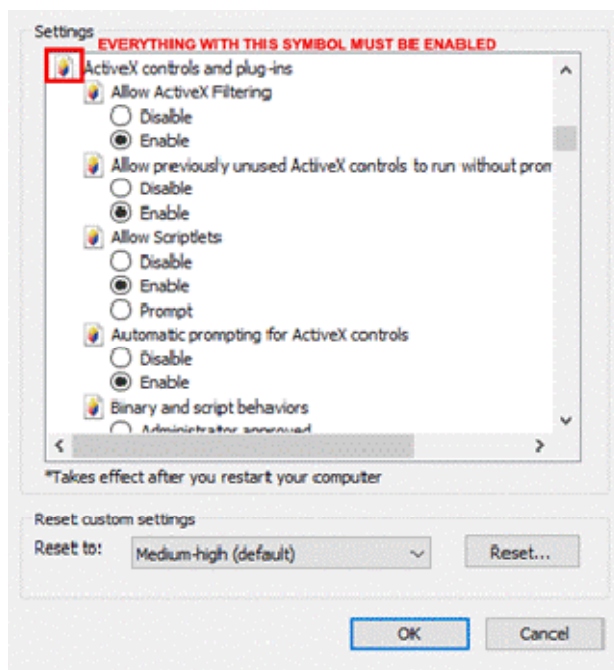 Settings
EVERYTHING WITH THIS SYMBOL MUST BE ENABLED
ActiveX controls and plug-ins
Allow ActiveX Filtering
Disable
Enable
Allow previously unused ActiveX controls to run without prom
Disable
Enable
Allow Scriptlets
Disable
Enable
Prompt
Automatic prompting for ActiveX controls
Disable
Enable
Binary and script behaviors
Administrator approved
*Takes effect after you restart your computer
Reset custom settings
Reset to:
Medium-high (default)
Reset...
OK
Cancel